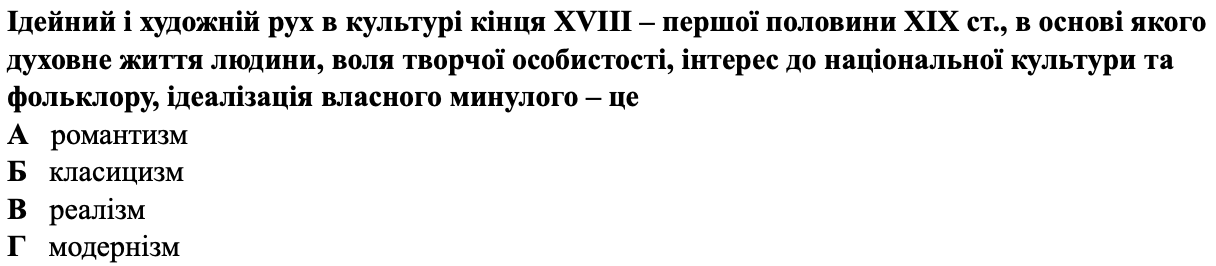 Ідейний і художній рух в культурі кінця XVIII – першої половини XIX ст., в основі якого
духовне життя людини, воля творчої особистості, інтерес до національної культури та
фольклору, ідеалізація власного минулого – це
А романтизм
Б класицизм
В реалізм
Г модернізм